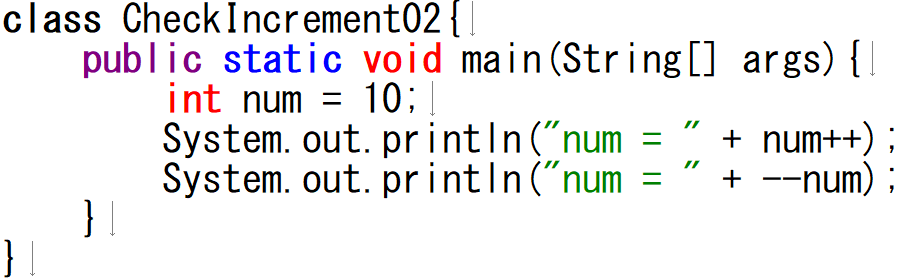 class CheckIncrement02{
    public static void main(String[] args){
        int num = 10;
        System.out.println("num = " + num++);
        System.out.println("num = " + --num);
    }
}